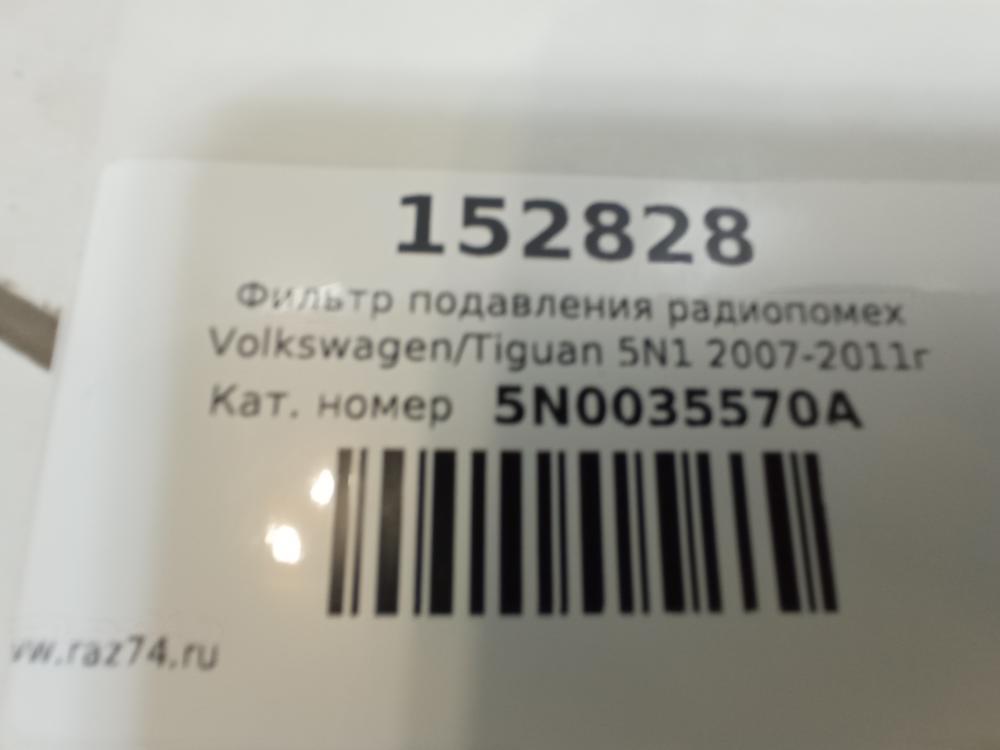 152828
Фильтр подавления радиопомех
Volkswagen/Tiguan 5N1 2007-2011г
Кат. номер 5N0035570A
vw.raz74.ru